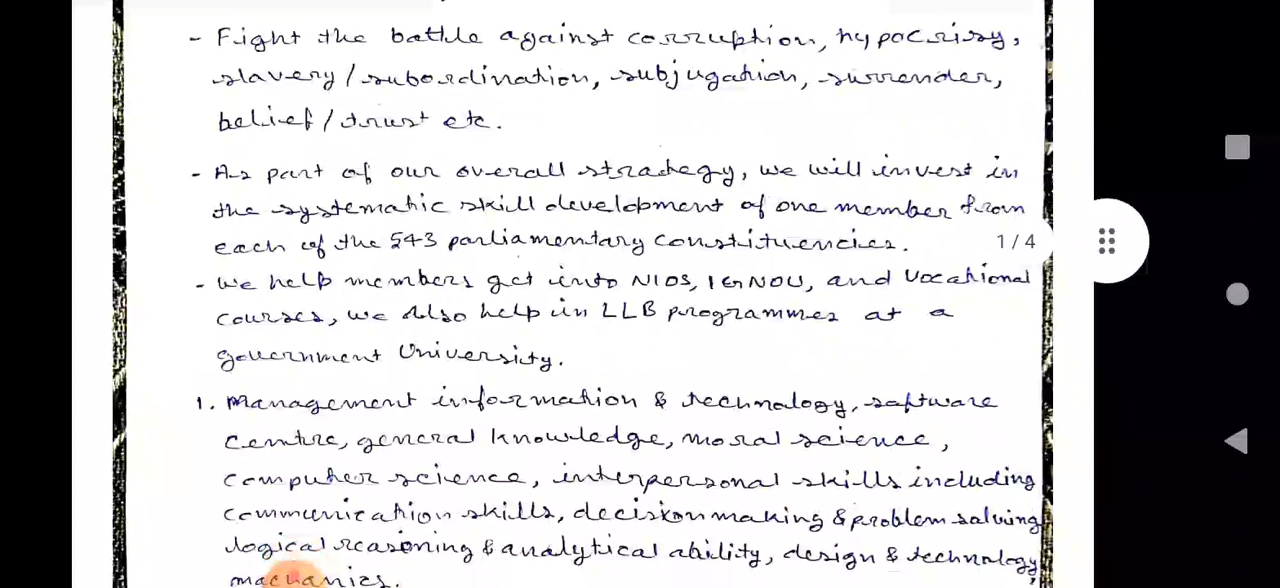 - Fight the battle against corruption, hypocrisy,
slavery/subordination, subjugation, surrender,
belief/trust etc.
- As part of our overall strategy, we will invest in
the systematic skill development of one member from
each of the 543 parliamentary constituencies.
1 / 4
- We help members get into NIOS, IGNOU, and Vocational
courses, we also help in LLB programmes at a
government University.
1. Management information & technology, software
centre, general knowledge, moral science,
computer science, interpersonal skills including
communication skills, decision making & problem solving,
logical reasoning & analytical ability, design & technology,
mechanics.